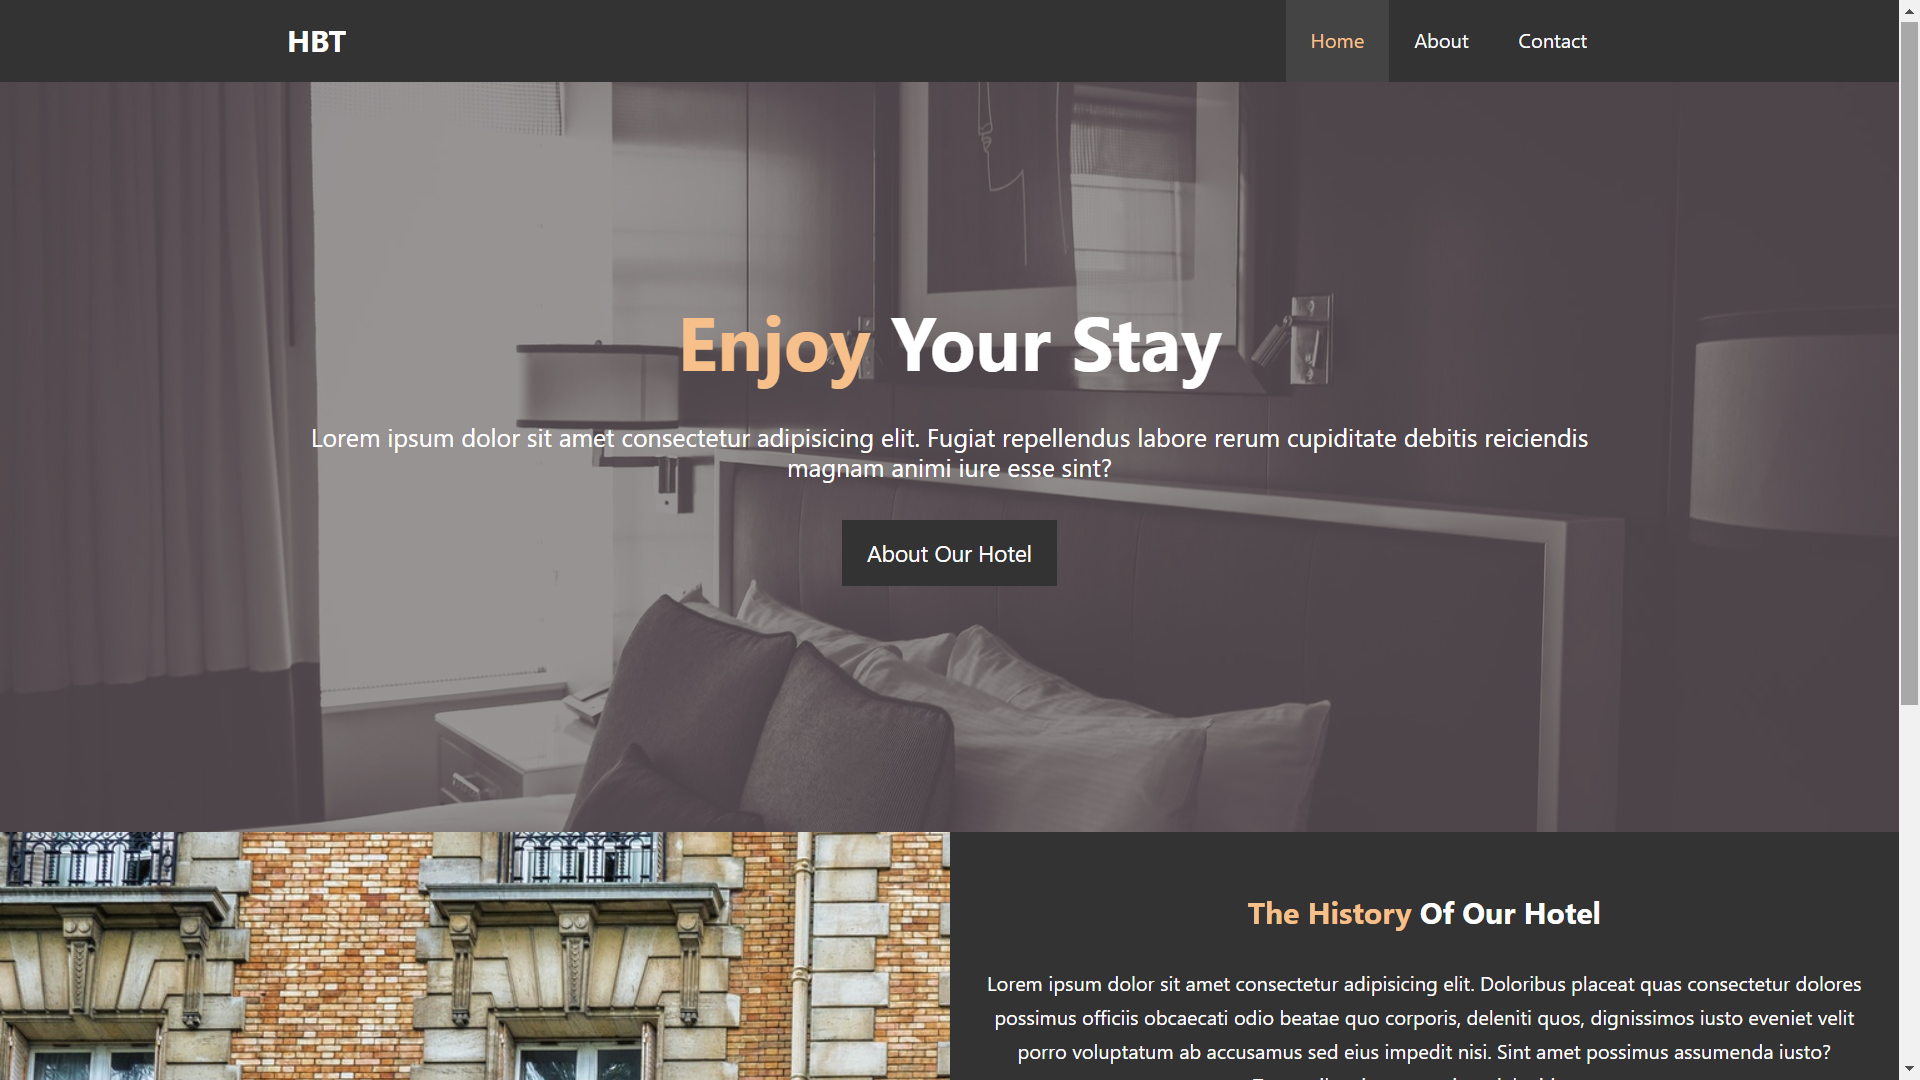 HBT
Home About Contact
Enjoy Your Stay
Lorem ipsum dolor sit amet consectetur adipisicing elit. Fugiat repellendus labore rerum cupiditate debitis reiciendis
magnam animi iure esse sint?
About Our Hotel
The History Of Our Hotel
Lorem ipsum dolor sit amet consectetur adipisicing elit. Doloribus placeat quas consectetur dolores
possimus officiis obcaecati odio beatae quo corporis, deleniti quos, dignissimos iusto eveniet velit
porro voluptatum ab accusamus sed eius impedit nisi. Sint amet possimus assumenda iusto?